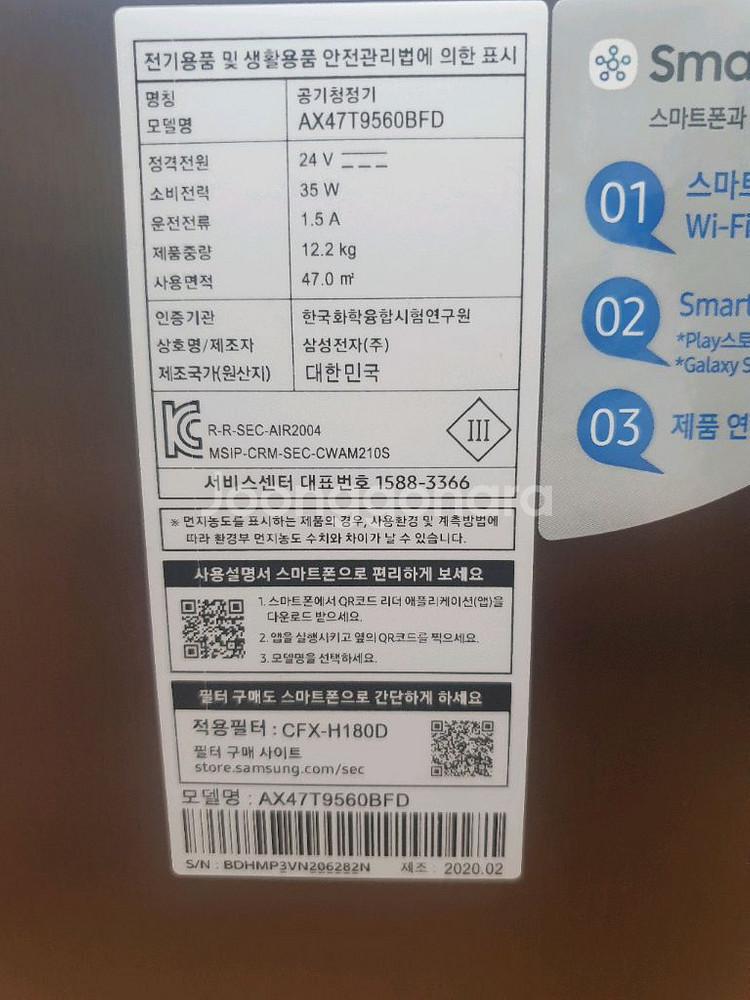 전기용품 및 생활용품 안전관리법에 의한 표시
명칭 공기청정기
모델명 AX47T9560BFD
정격전원 24 V
소비전력 35 W
운전전류 1.5 A
제품중량 12.2 kg
사용면적 47.0 ㎡
인증기관 한국화학융합시험연구원
상호명/제조자 삼성전자(주)
제조국가(원산지) 대한민국
R-R-SEC-AIR2004
MSIP-CRM-SEC-CWAM210S
III
서비스센터 대표번호 1588-3366
Joonggonara
※ 먼지농도를 표시하는 제품의 경우, 사용환경 및 계측방법에
따라 환경부 먼지농도 수치와 차이가 날 수 있습니다.
사용설명서 스마트폰으로 편리하게 보세요
1. 스마트폰에서 QR코드 리더 애플리케이션(앱)을
다운로드 받으세요.
2. 앱을 실행시키고 옆의 QR코드를 찍으세요.
3. 모델명을 선택하세요.
필터 구매도 스마트폰으로 간단하게 하세요
적용필터 : CFX-H180D
필터 구매 사이트
store.samsung.com/sec
모델명 : AX47T9560BFD
S/N : BDHMP3VN206282N 제조 : 2020.02
Sma
스마트폰과
01 스마트
Wi-Fi
02 Smart
*Play스토
*Galaxy S
03 제품 연